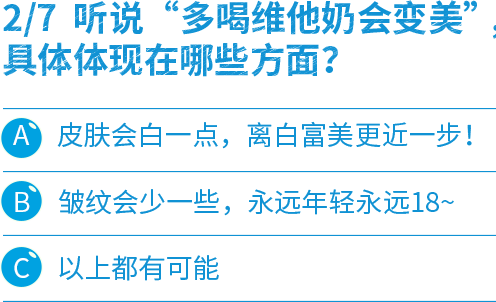 2/7 听说“多喝维他奶会变美”，
具体体现在哪些方面？
A 皮肤会白一点，离白富美更近一步！
B 皱纹会少一些，永远年轻永远18~
C 以上都有可能